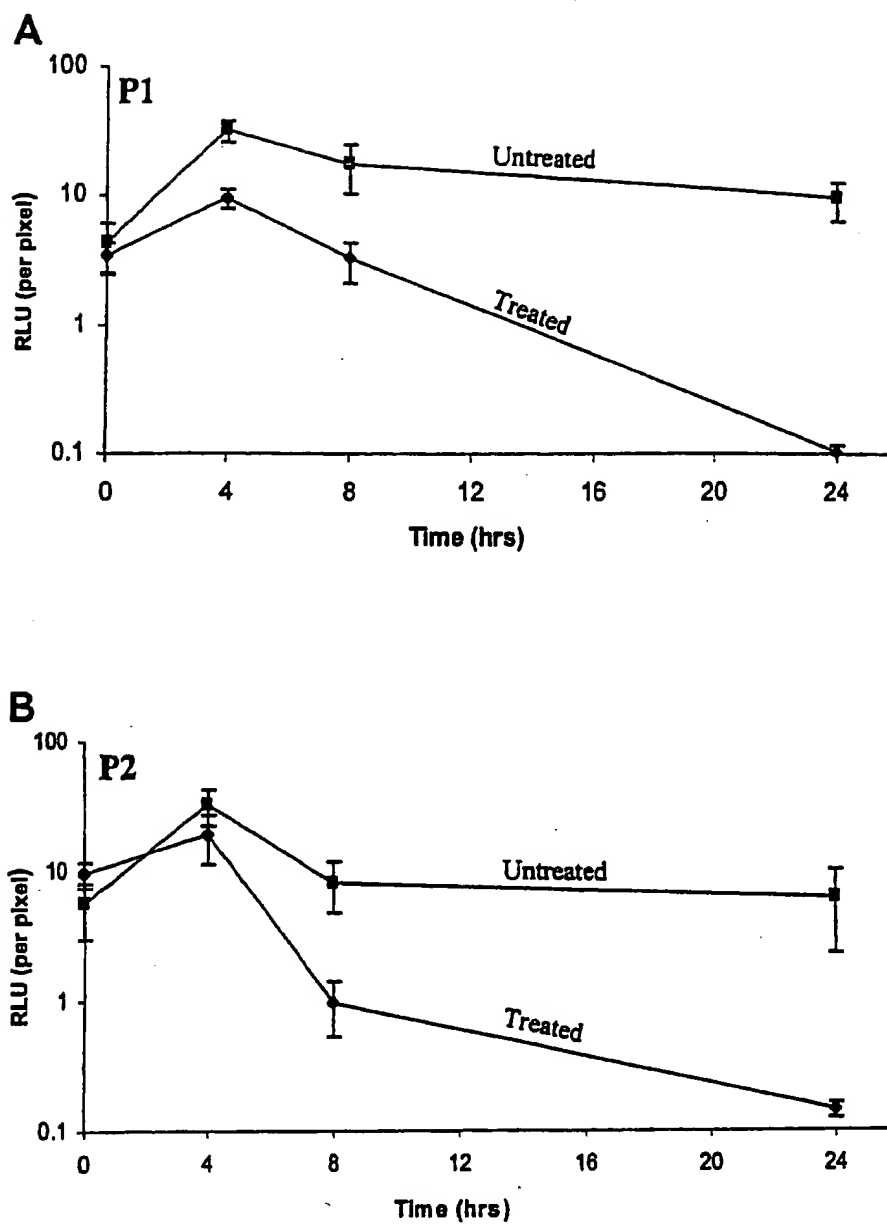 A
P1
100
10
1
0.1
RLU (per pixel)
Untreated
Treated
0 4 8 12 16 20 24
Time (hrs)
B
P2
100
10
1
0.1
RLU (per pixel)
Untreated
Treated
0 4 8 12 16 20 24
Time (hrs)